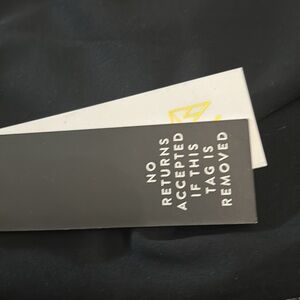 NO
RETURNS
ACCEPTED
IF THIS
TAG IS
REMOVED